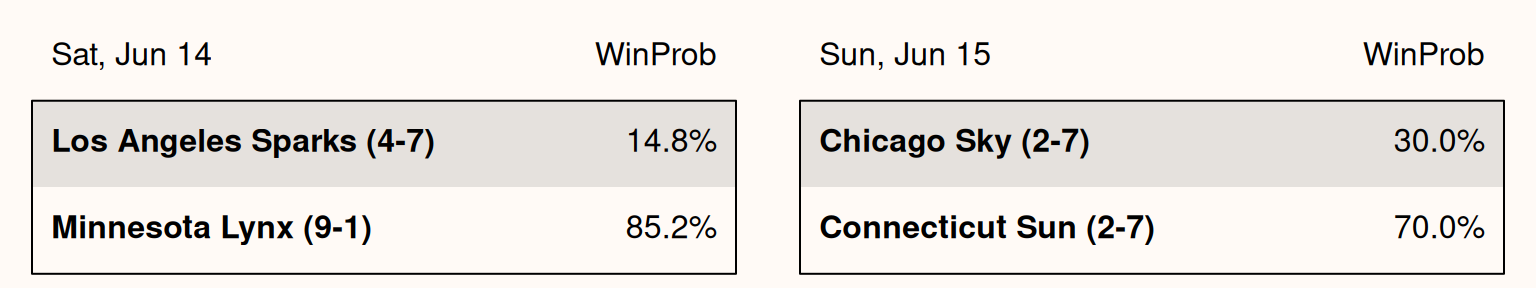 Sat, Jun 14 WinProb
Los Angeles Sparks (4-7) 14.8%
Minnesota Lynx (9-1) 85.2%
Sun, Jun 15 WinProb
Chicago Sky (2-7) 30.0%
Connecticut Sun (2-7) 70.0%